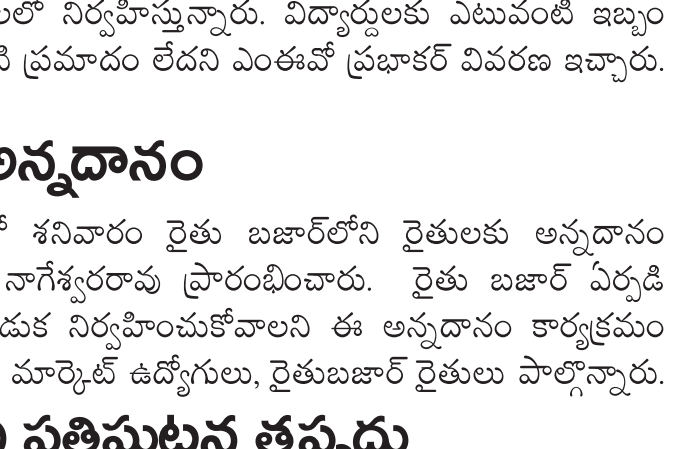 నిర్వహిస్తున్నారు. విద్యార్దులకు ఎటువంటి ఇబ్బం
ప్రమాదం లేదని ఎంఈవో ప్రభాకర్ వివరణ ఇచ్చారు.
అన్నదానం
శనివారం రైతు బజార్‌లోని రైతులకు అన్నదానం
నాగేశ్వరరావు ప్రారంభించారు. రైతు బజార్ ఏర్పడి
డుక నిర్వహించుకోవాలని ఈ అన్నదానం కార్యక్రమం
మార్కెట్ ఉద్యోగులు, రైతుబజార్ రైతులు పాల్గొన్నారు.